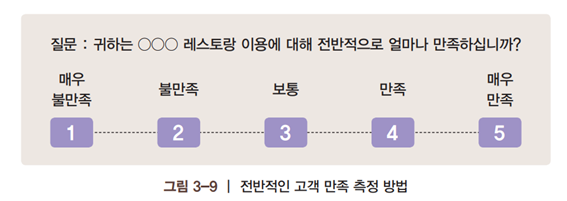 질문 : 귀하는 ○○○ 레스토랑 이용에 대해 전반적으로 얼마나 만족하십니까?
매우
불만족
불만족
보통
만족
매우
만족
1 2 3 4 5
그림 3–9 | 전반적인 고객 만족 측정 방법